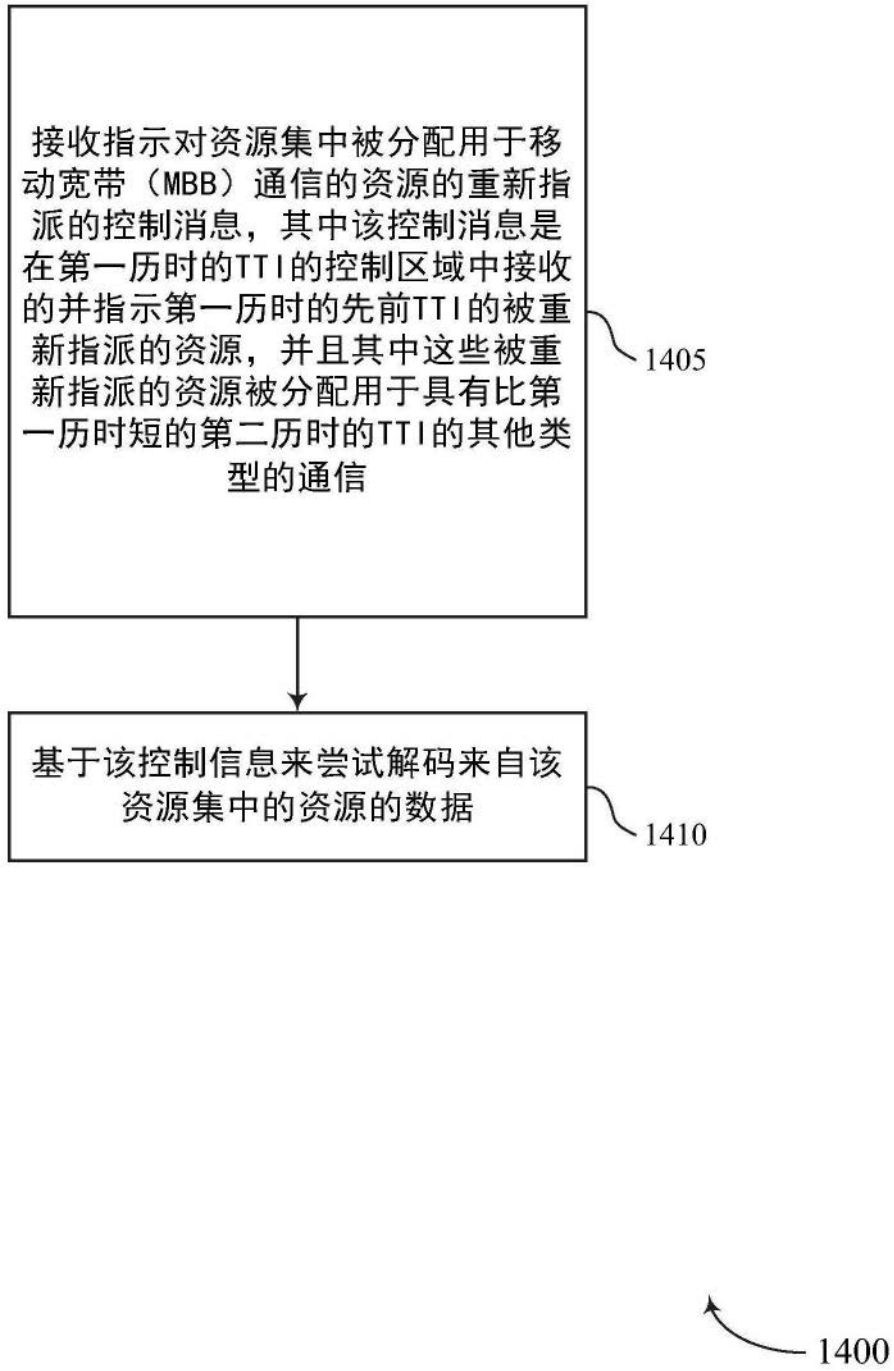 接收指示对资源集中被分配用于移
动宽带（MBB）通信的资源的重新指
派的控制消息，其中该控制消息是
在第一历时的TTI的控制区域中接收
的并指示第一历时的先前TTI的被重
新指派的资源，并且其中这些被重
新指派的资源被分配用于具有比第
一历时短的第二历时的TTI的其他类
型的通信
1405
基于该控制信息来尝试解码来自该
资源集中的资源的数据
1410
1400